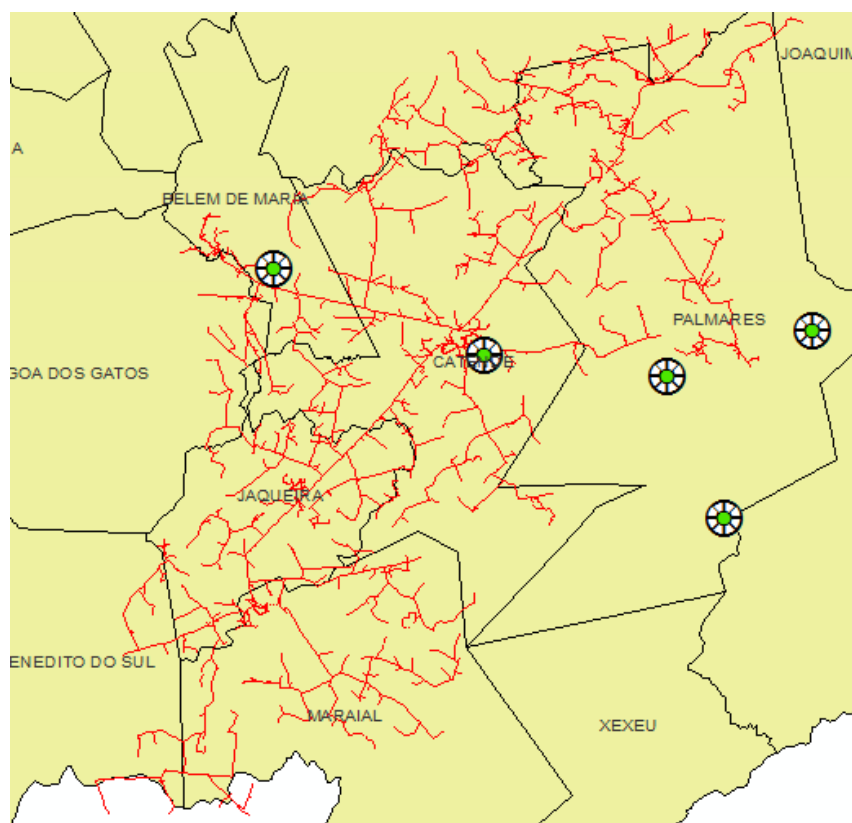 JOAQUIM
A
BELEM DE MARIA
PALMARES
GOA DOS GATOS
JAQUEIRA
ENEDITO DO SUL
MARAIAL
XEXEU